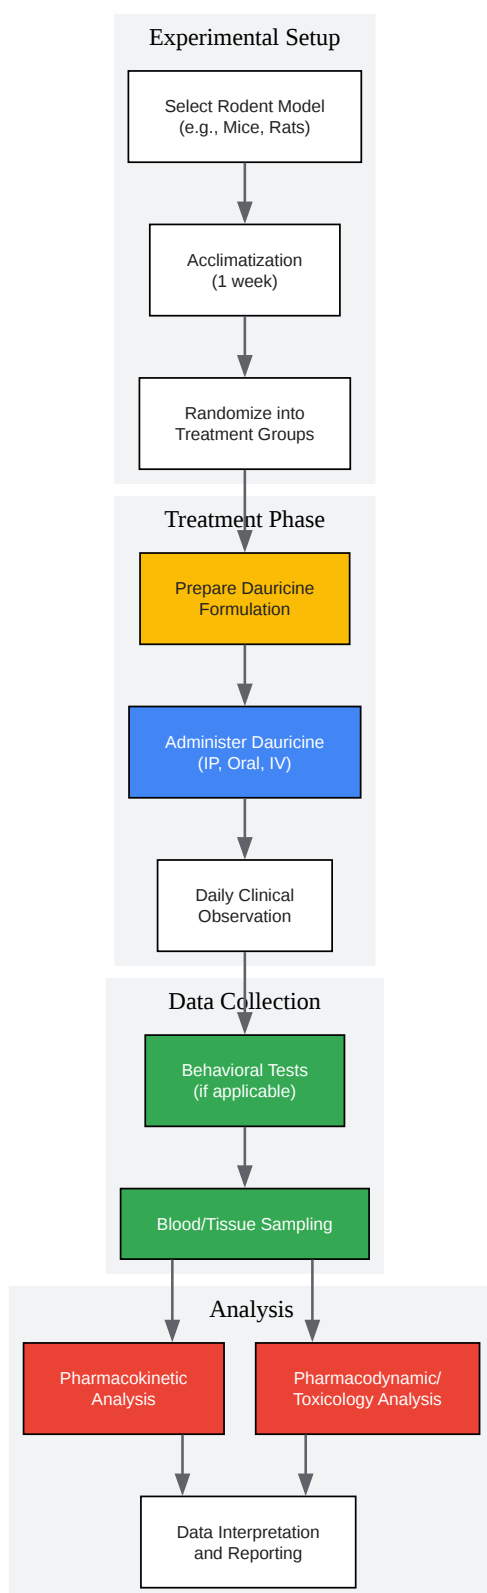 Experimental Setup
Select Rodent Model
(e.g., Mice, Rats)
Acclimatization
(1 week)
Randomize into
Treatment Groups
Treatment Phase
Prepare Dauricine
Formulation
Administer Dauricine
(IP, Oral, IV)
Daily Clinical
Observation
Data Collection
Behavioral Tests
(if applicable)
Blood/Tissue Sampling
Analysis
Pharmacokinetic
Analysis
Pharmacodynamic/
Toxicology Analysis
Data Interpretation
and Reporting